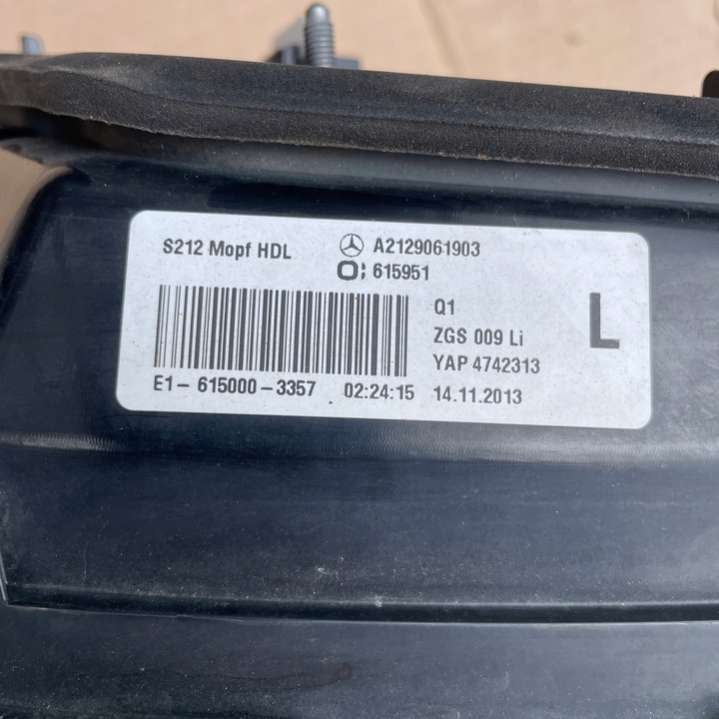 S212 Mopf HDL A2129061903
O: 615951
Q1
ZGS 009 Li
YAP 4742313
L
E1-615000-3357 02:24:15 14.11.2013